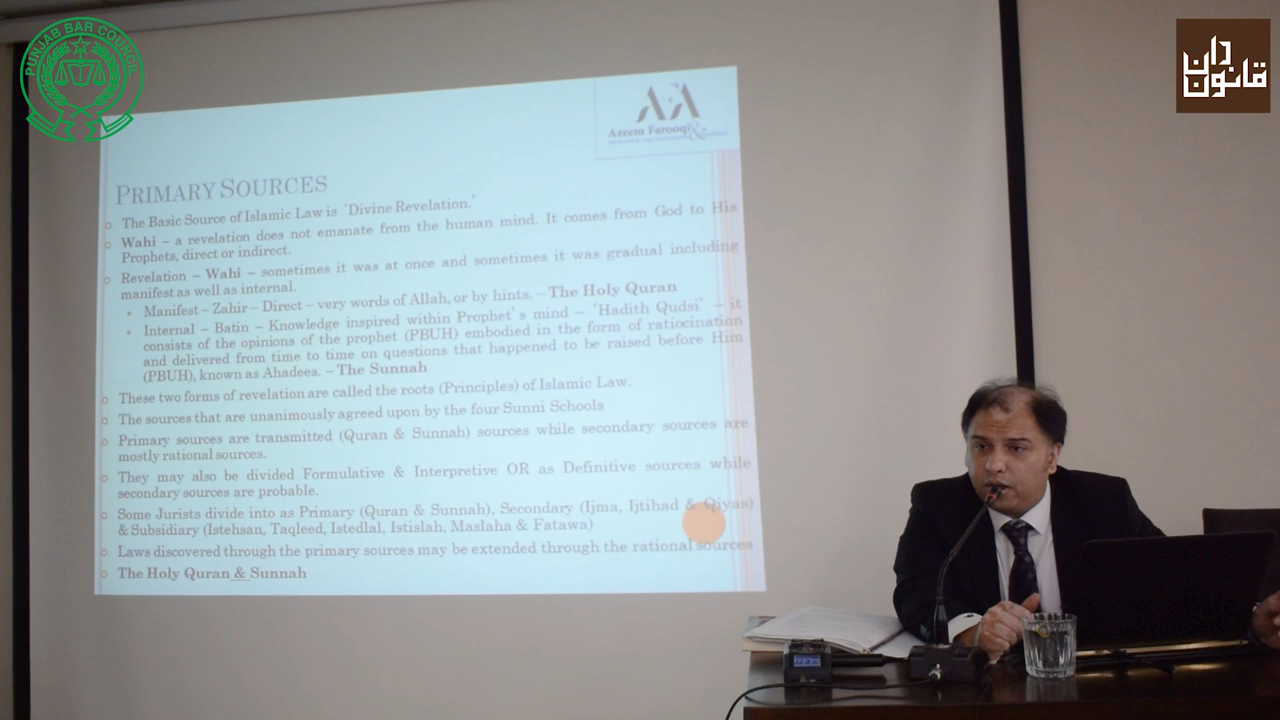 PUNJAB BAR COUNCIL
قانون دان
AFA
Azeem Farooqi &
PRIMARY SOURCES
The Basic Source of Islamic Law is 'Divine Revelation.'
Wahi – a revelation does not emanate from the human mind. It comes from God to His
Prophets, direct or indirect.
Revelation – Wahi – sometimes it was at once and sometimes it was gradual including
manifest as well as internal.
Manifest – Zahir – Direct – very words of Allah, or by hints. – The Holy Quran
Internal – Batin – Knowledge inspired within Prophet's mind – 'Hadith Qudsi' – it
consists of the opinions of the prophet (PBUH) embodied in the form of ratiocination
and delivered from time to time on questions that happened to be raised before Him
(PBUH), known as Ahadees. – The Sunnah
These two forms of revelation are called the roots (Principles) of Islamic Law.
The sources that are unanimously agreed upon by the four Sunni Schools
Primary sources are transmitted (Quran & Sunnah) sources while secondary sources are
mostly rational sources.
They may also be divided Formulative & Interpretive OR as Definitive sources while
secondary sources are probable.
Some Jurists divide into as Primary (Quran & Sunnah), Secondary (Ijma, Ijtihad & Qiyas)
& Subsidiary (Istehsan, Taqleed, Istedlal, Istislah, Maslaha & Fatawa)
Laws discovered through the primary sources may be extended through the rational sources
The Holy Quran & Sunnah